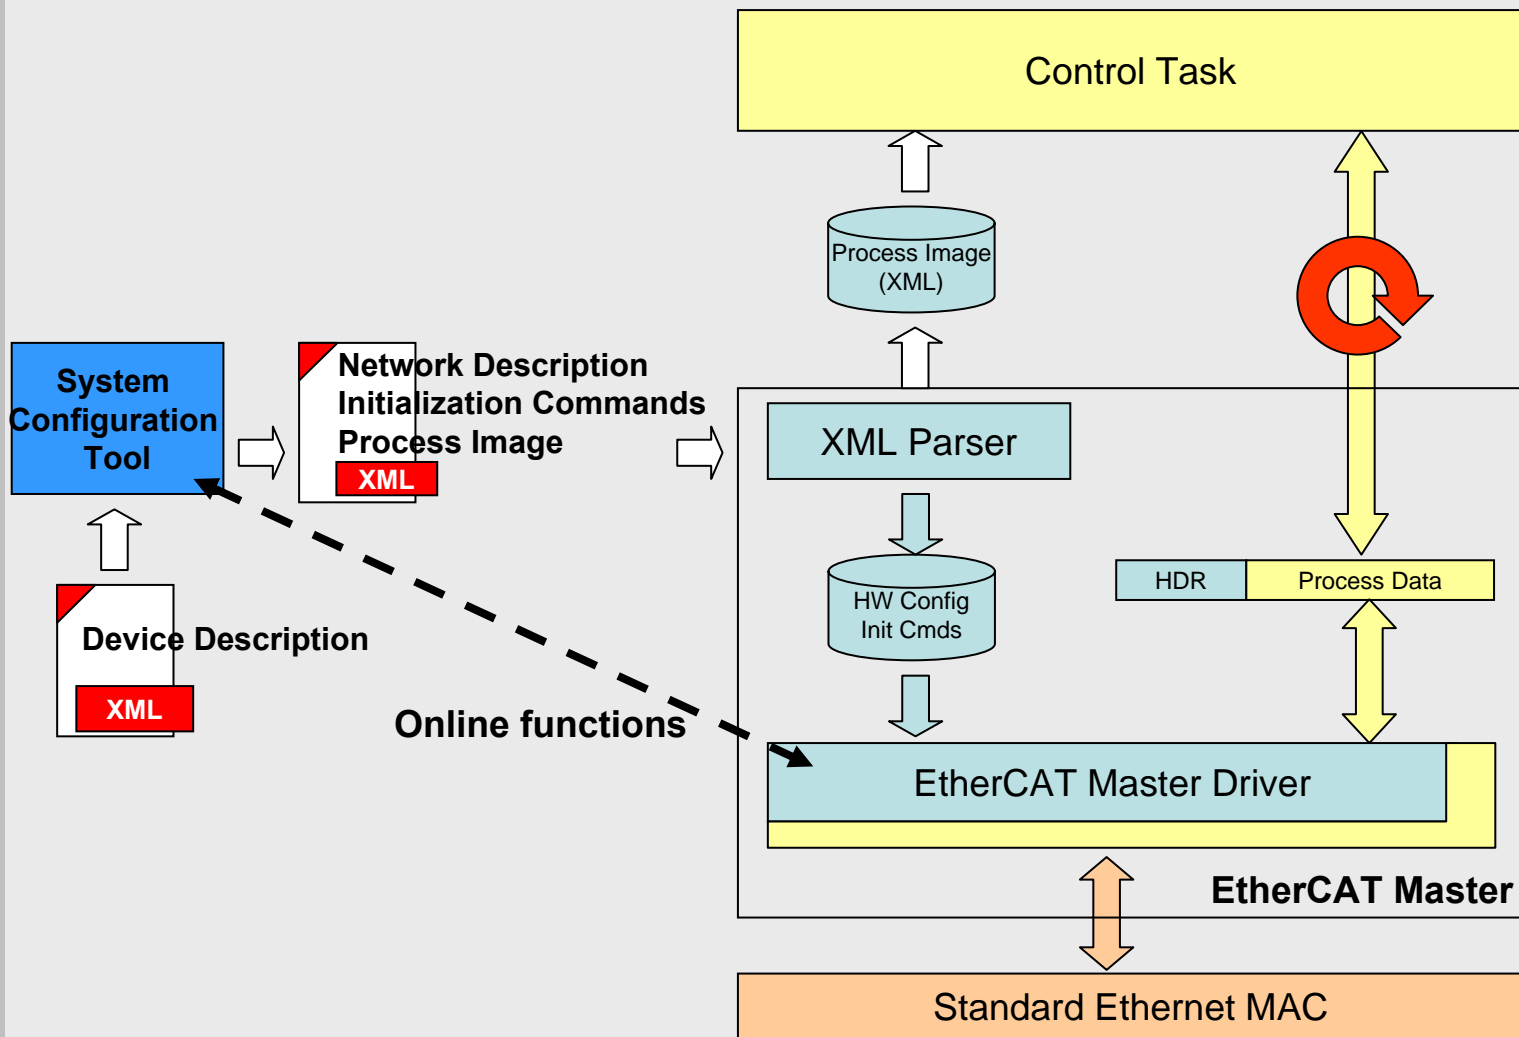 Control Task
Process Image
(XML)
System
Configuration
Tool
Network Description
Initialization Commands
Process Image
XML
XML Parser
HDR
Process Data
HW Config
Init Cmds
Device Description
XML
Online functions
EtherCAT Master Driver
EtherCAT Master
Standard Ethernet MAC